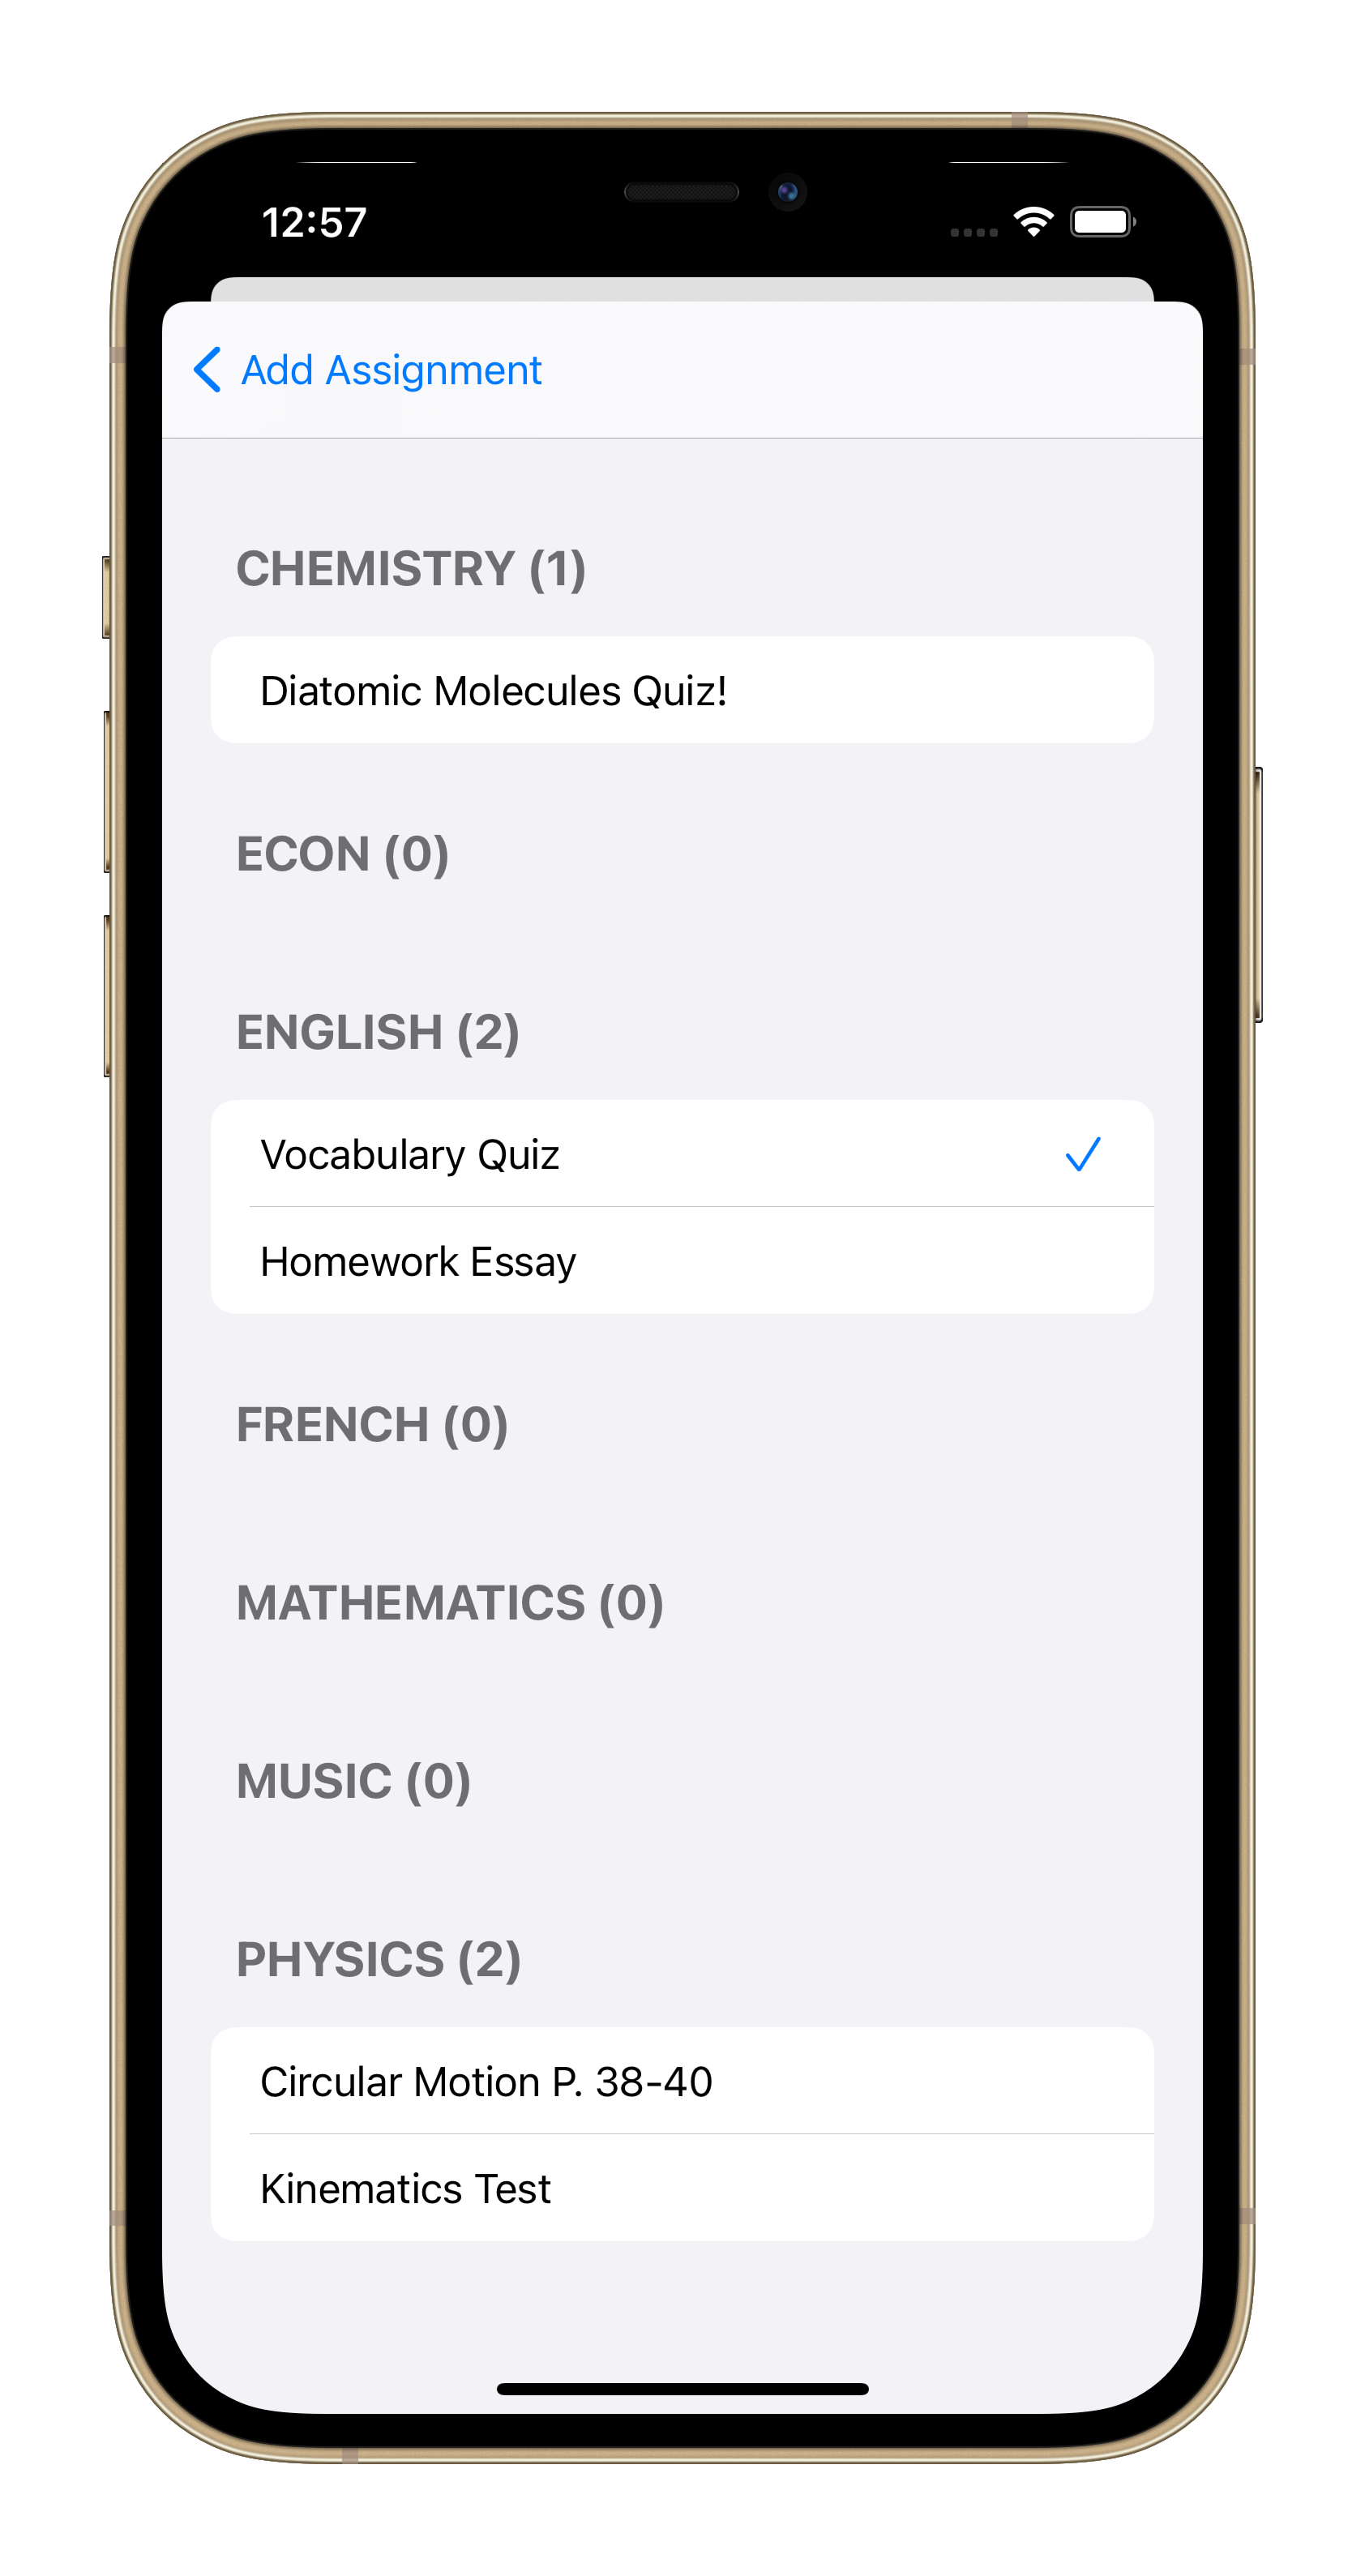 12:57
Add Assignment
CHEMISTRY (1)
Diatomic Molecules Quiz!
ECON (0)
ENGLISH (2)
Vocabulary Quiz
Homework Essay
FRENCH (0)
MATHEMATICS (0)
MUSIC (0)
PHYSICS (2)
Circular Motion P. 38-40
Kinematics Test